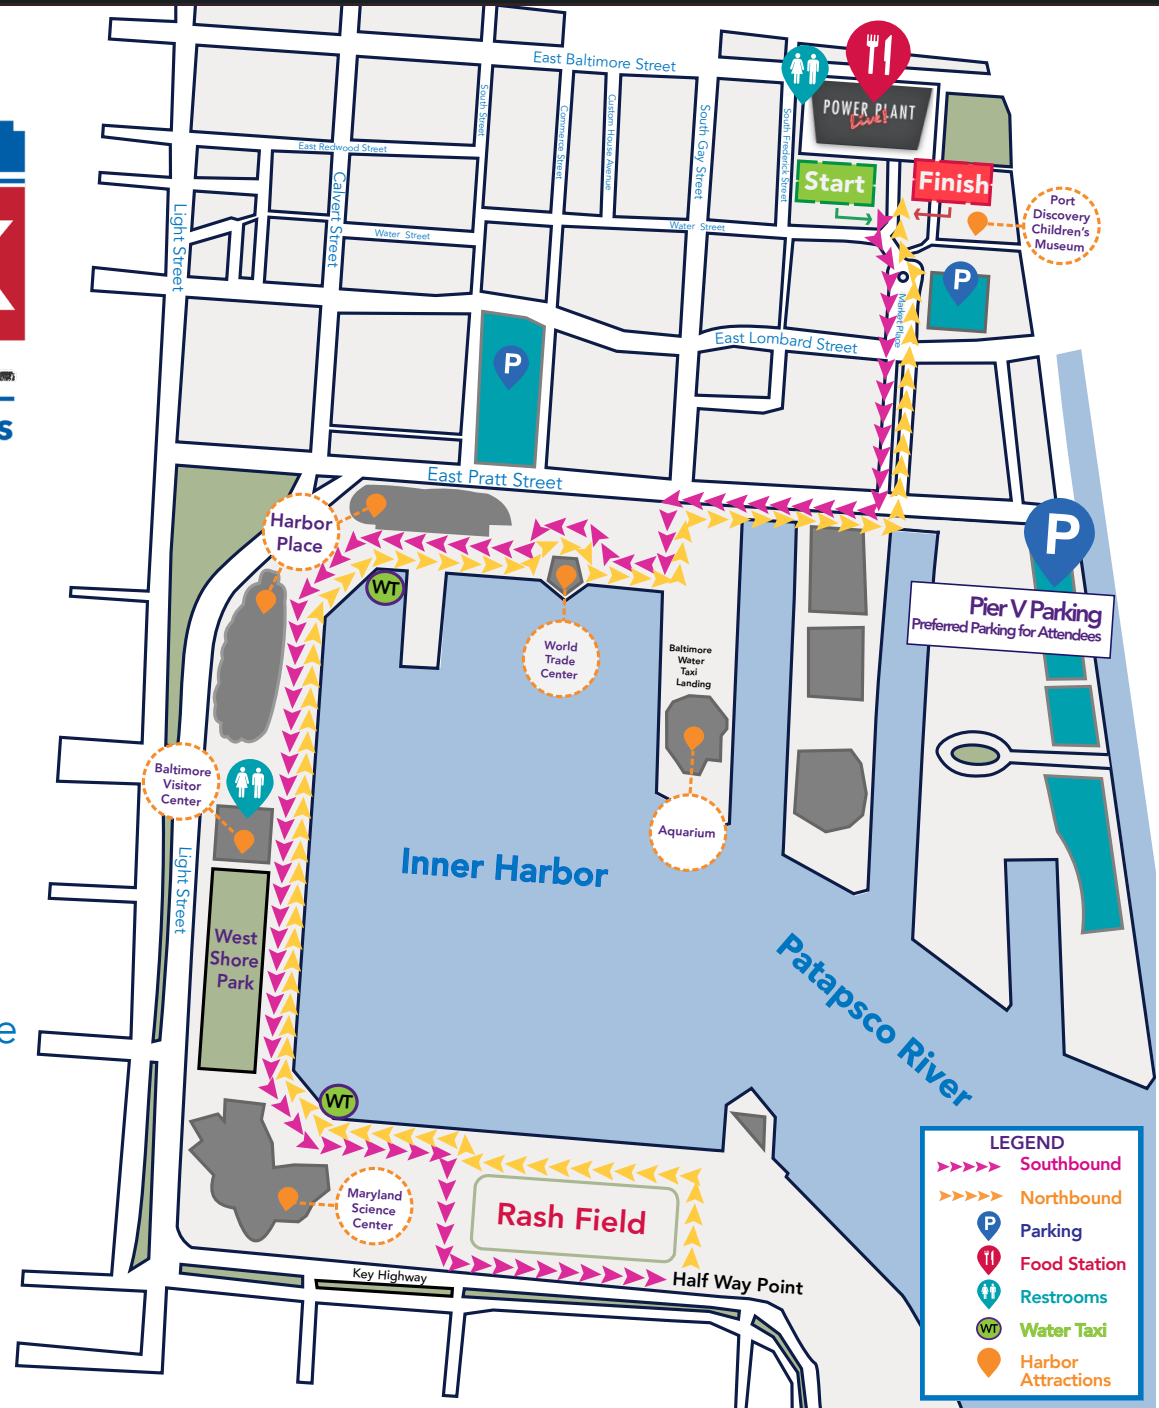 East Baltimore Street
South Street
Commerce Street
Custom House Avenue
South Gay Street
South Frederick Street
POWER PLANT
Live!
East Redwood Street
Calvert Street
Light Street
Water Street
Water Street
Start
Finish
Port
Discovery
Children's
Museum
P
Market Place
East Lombard Street
P
s
East Pratt Street
Harbor
Place
P
Pier V Parking
Preferred Parking for Attendees
WT
World
Trade
Center
Baltimore
Water
Taxi
Landing
Baltimore
Visitor
Center
Aquarium
Inner Harbor
Light Street
West
Shore
Park
Patapsco River
e
WT
Maryland
Science
Center
Rash Field
Key Highway
Half Way Point
LEGEND
Southbound
Northbound
P Parking
Food Station
Restrooms
WT Water Taxi
Harbor
Attractions